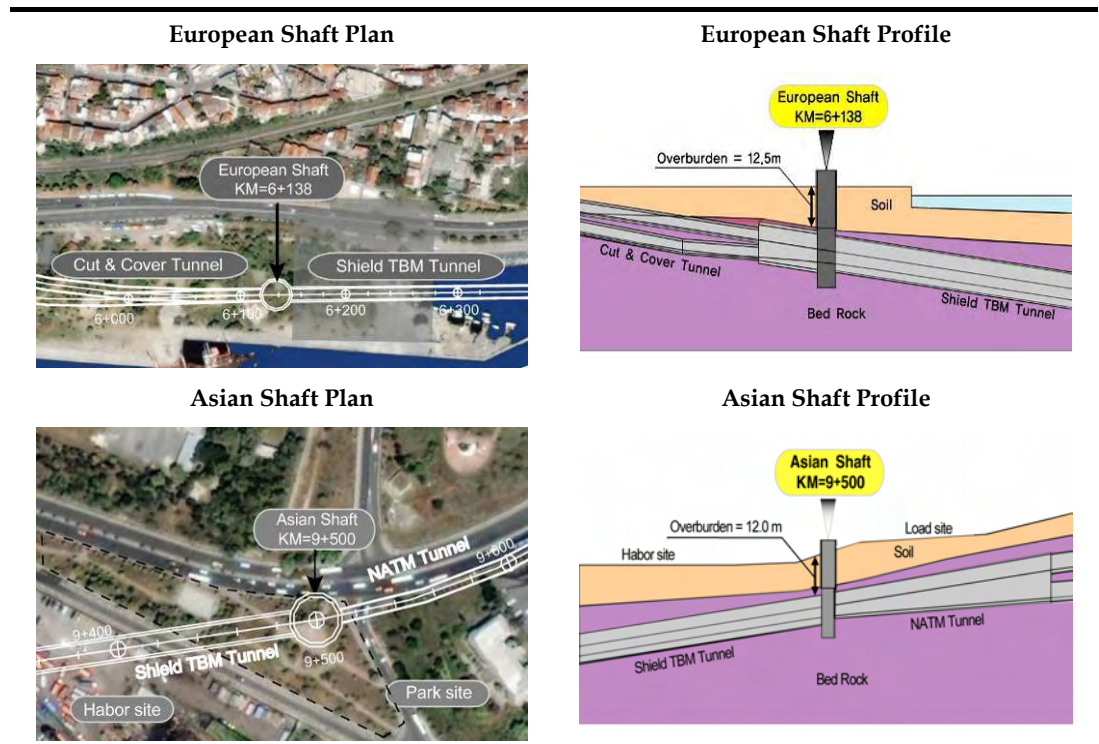 European Shaft Plan
European Shaft Profile
European Shaft
KM=6+138
Cut & Cover Tunnel
Shield TBM Tunnel
6+000
6+100
6+200
6+300
European Shaft
KM=6+138
Overburden = 12,5m
Soil
Cut & Cover Tunnel
Shield TBM Tunnel
Bed Rock
Asian Shaft Plan
Asian Shaft Profile
Asian Shaft
KM=9+500
NATM Tunnel
9+600
9+400
Shield TBM Tunnel
9+500
Habor site
Park site
Asian Shaft
KM=9+500
Overburden = 12.0 m
Load site
Habor site
Soil
NATM Tunnel
Shield TBM Tunnel
Bed Rock